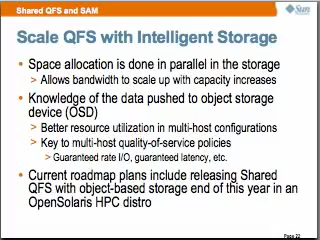 Shared QFS and SAM
Sun
Scale QFS with Intelligent Storage
• Space allocation is done in parallel in the storage
> Allows bandwidth to scale up with capacity increases
• Knowledge of the data pushed to object storage
device (OSD)
> Better resource utilization in multi-host configurations
> Key to multi-host quality-of-service policies
> Guaranteed rate I/O, guaranteed latency, etc.
• Current roadmap plans include releasing Shared
QFS with object-based storage end of this year in an
OpenSolaris HPC distro
Page 22